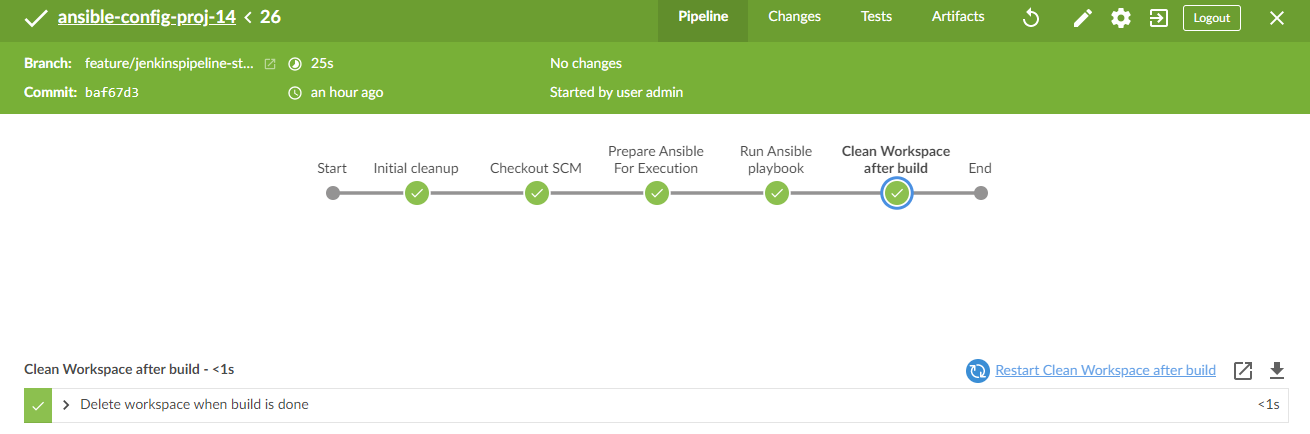 ansible-config-proj-14 < 26
Pipeline Changes Tests Artifacts Logout
Branch: feature/jenkinspipeline-st... 25s No changes
Commit: baf67d3 an hour ago Started by user admin
Start Initial cleanup Checkout SCM Prepare Ansible For Execution Run Ansible playbook Clean Workspace after build End
Clean Workspace after build - <1s Restart Clean Workspace after build
Delete workspace when build is done <1s